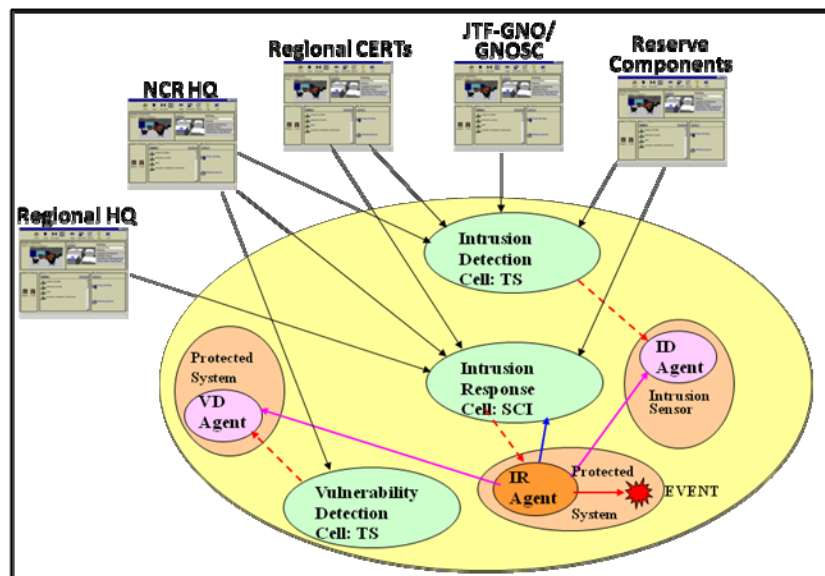 JTF-GNO/
GNOSC
Regional CERTs
Reserve
Components
NCR HQ
Regional HQ
Intrusion
Detection
Cell: TS
Protected
System
VD
Agent
Intrusion
Response
Cell: SCI
ID
Agent
Intrusion
Sensor
Vulnerability
Detection
Cell: TS
IR
Agent
Protected
System
EVENT